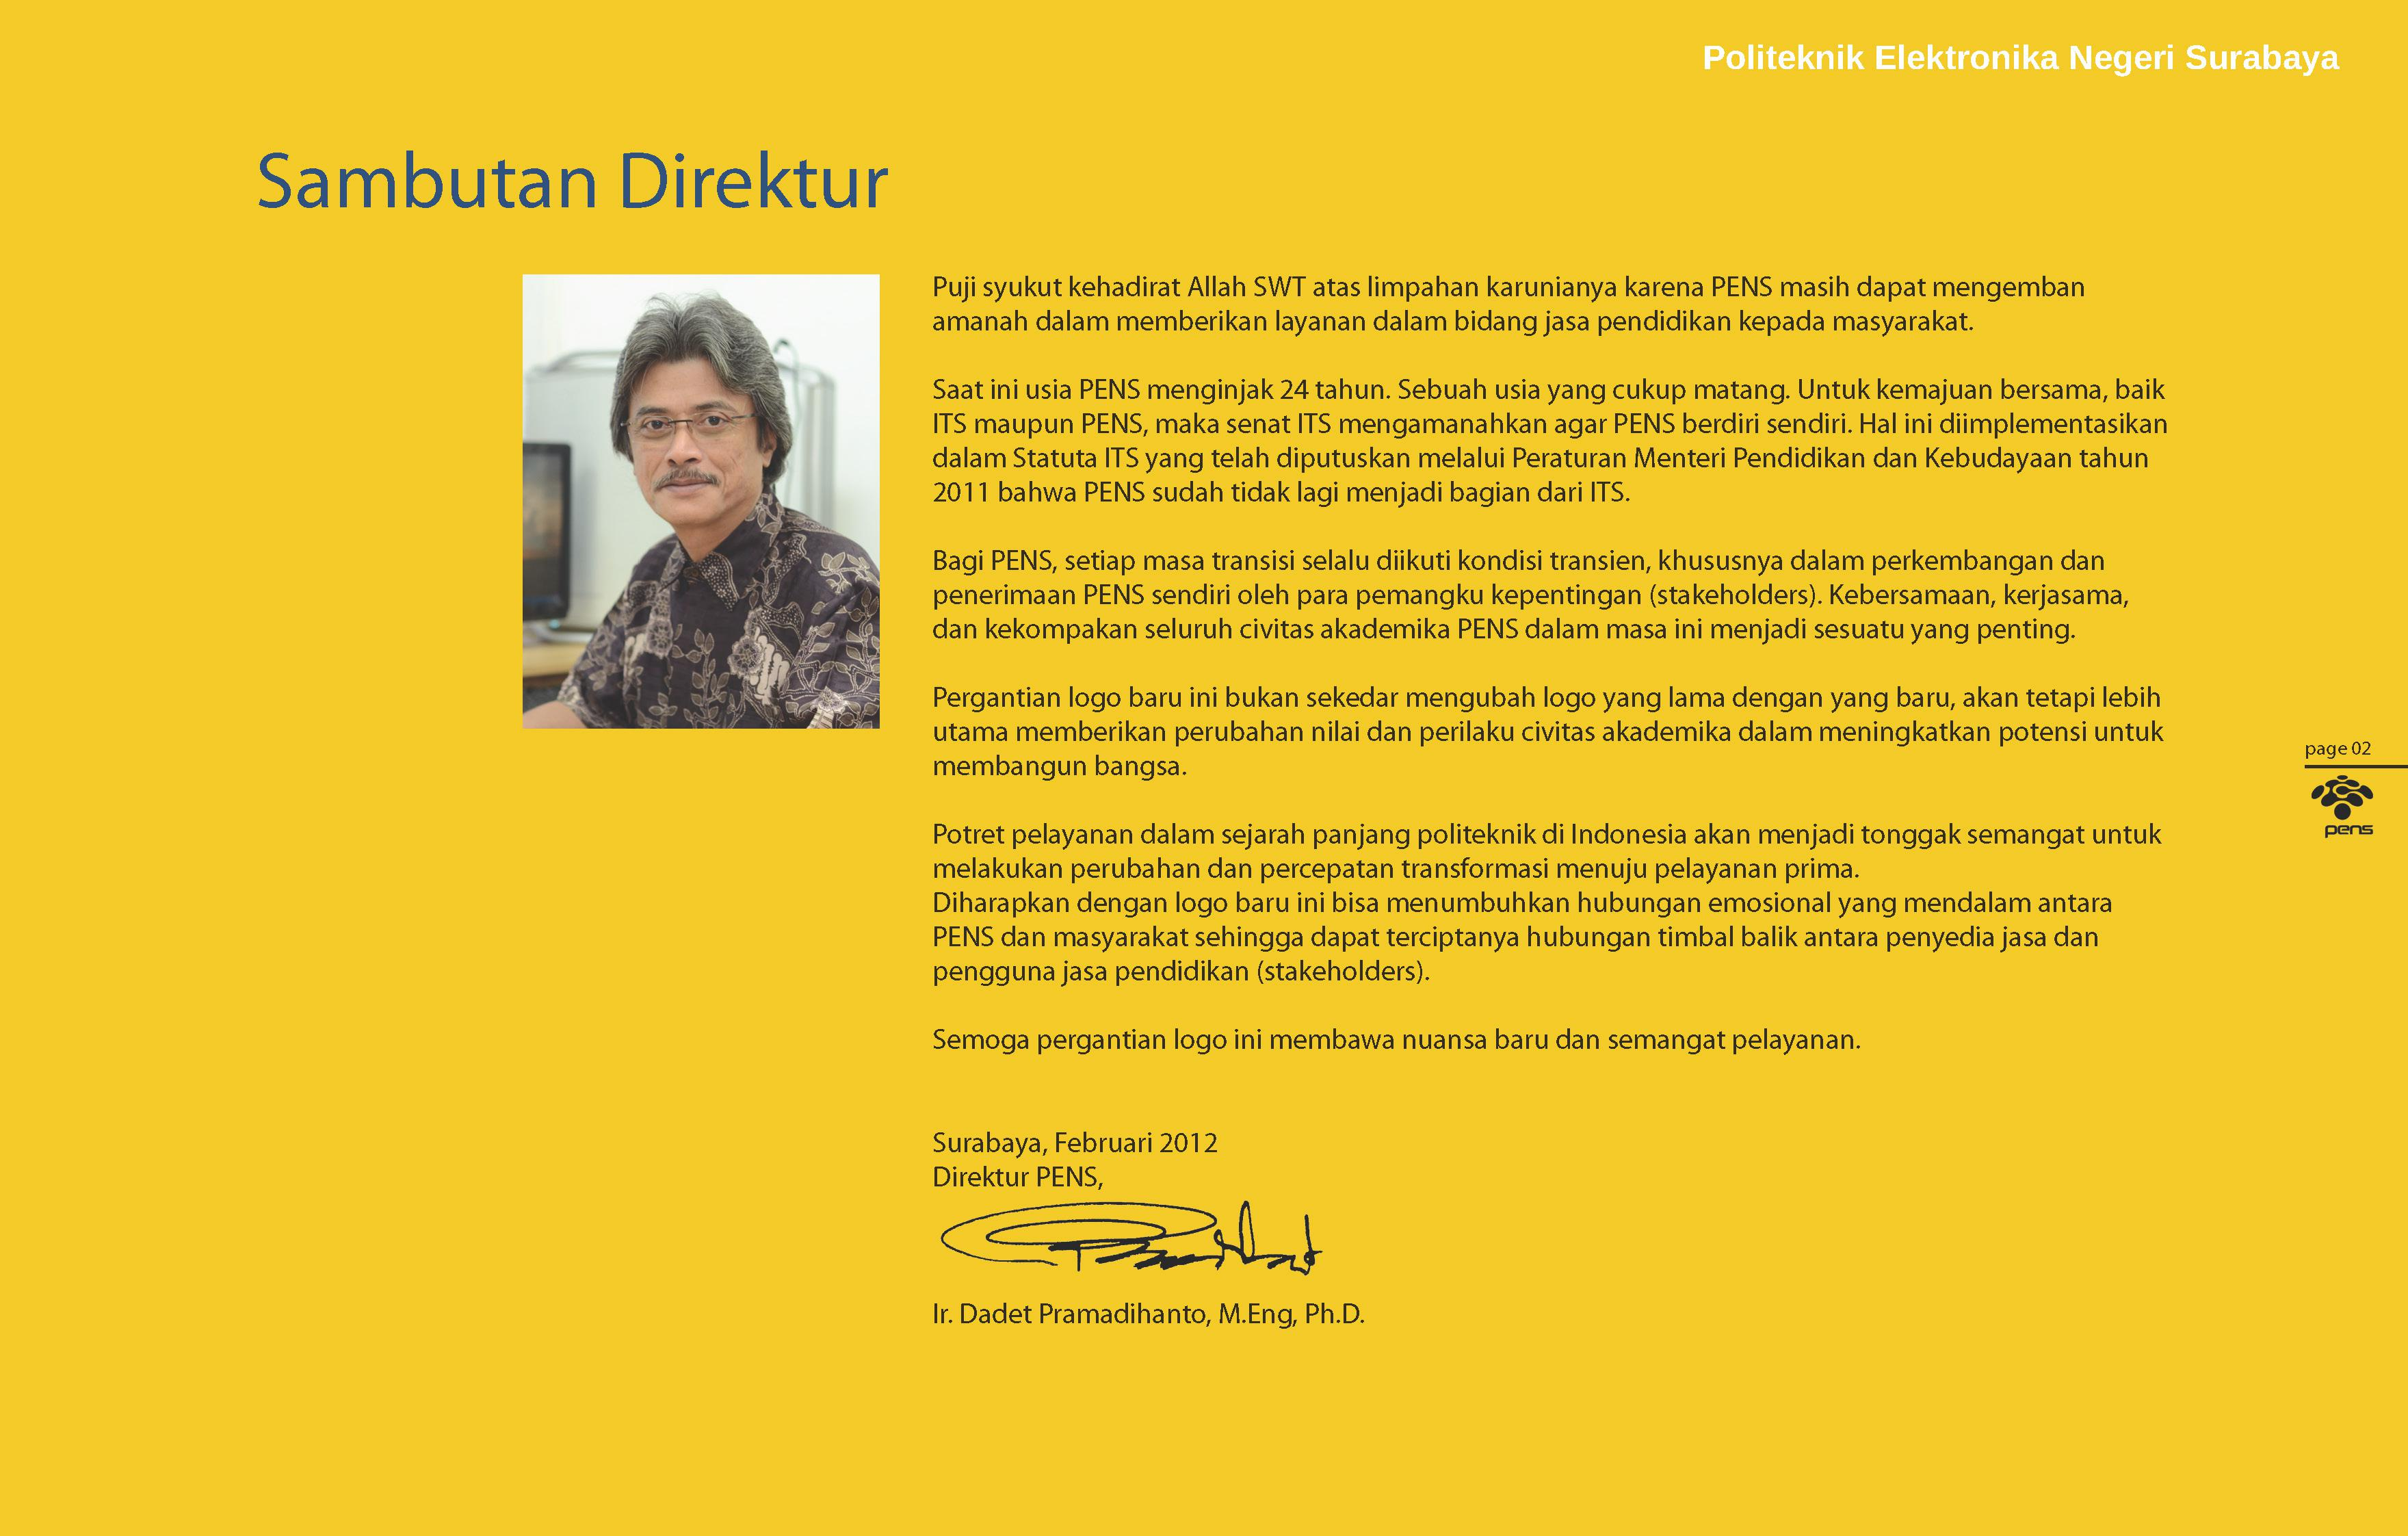 Politeknik Elektronika Negeri Surabaya
Sambutan Direktur
Puji syukut kehadirat Allah SWT atas limpahan karunianya karena PENS masih dapat mengemban
amanah dalam memberikan layanan dalam bidang jasa pendidikan kepada masyarakat.
Saat ini usia PENS menginjak 24 tahun. Sebuah usia yang cukup matang. Untuk kemajuan bersama, baik
ITS maupun PENS, maka senat ITS mengamanahkan agar PENS berdiri sendiri. Hal ini diimplementasikan
dalam Statuta ITS yang telah diputuskan melalui Peraturan Menteri Pendidikan dan Kebudayaan tahun
2011 bahwa PENS sudah tidak lagi menjadi bagian dari ITS.
Bagi PENS, setiap masa transisi selalu diikuti kondisi transien, khususnya dalam perkembangan dan
penerimaan PENS sendiri oleh para pemangku kepentingan (stakeholders). Kebersamaan, kerjasama,
dan kekompakan seluruh civitas akademika PENS dalam masa ini menjadi sesuatu yang penting.
Pergantian logo baru ini bukan sekedar mengubah logo yang lama dengan yang baru, akan tetapi lebih
utama memberikan perubahan nilai dan perilaku civitas akademika dalam meningkatkan potensi untuk
membangun bangsa.
Potret pelayanan dalam sejarah panjang politeknik di Indonesia akan menjadi tonggak semangat untuk
melakukan perubahan dan percepatan transformasi menuju pelayanan prima.
Diharapkan dengan logo baru ini bisa menumbuhkan hubungan emosional yang mendalam antara
PENS dan masyarakat sehingga dapat terciptanya hubungan timbal balik antara penyedia jasa dan
pengguna jasa pendidikan (stakeholders).
Semoga pergantian logo ini membawa nuansa baru dan semangat pelayanan.
Surabaya, Februari 2012
Direktur PENS,
Ir. Dadet Pramadihanto, M.Eng, Ph.D.
page 02
pens